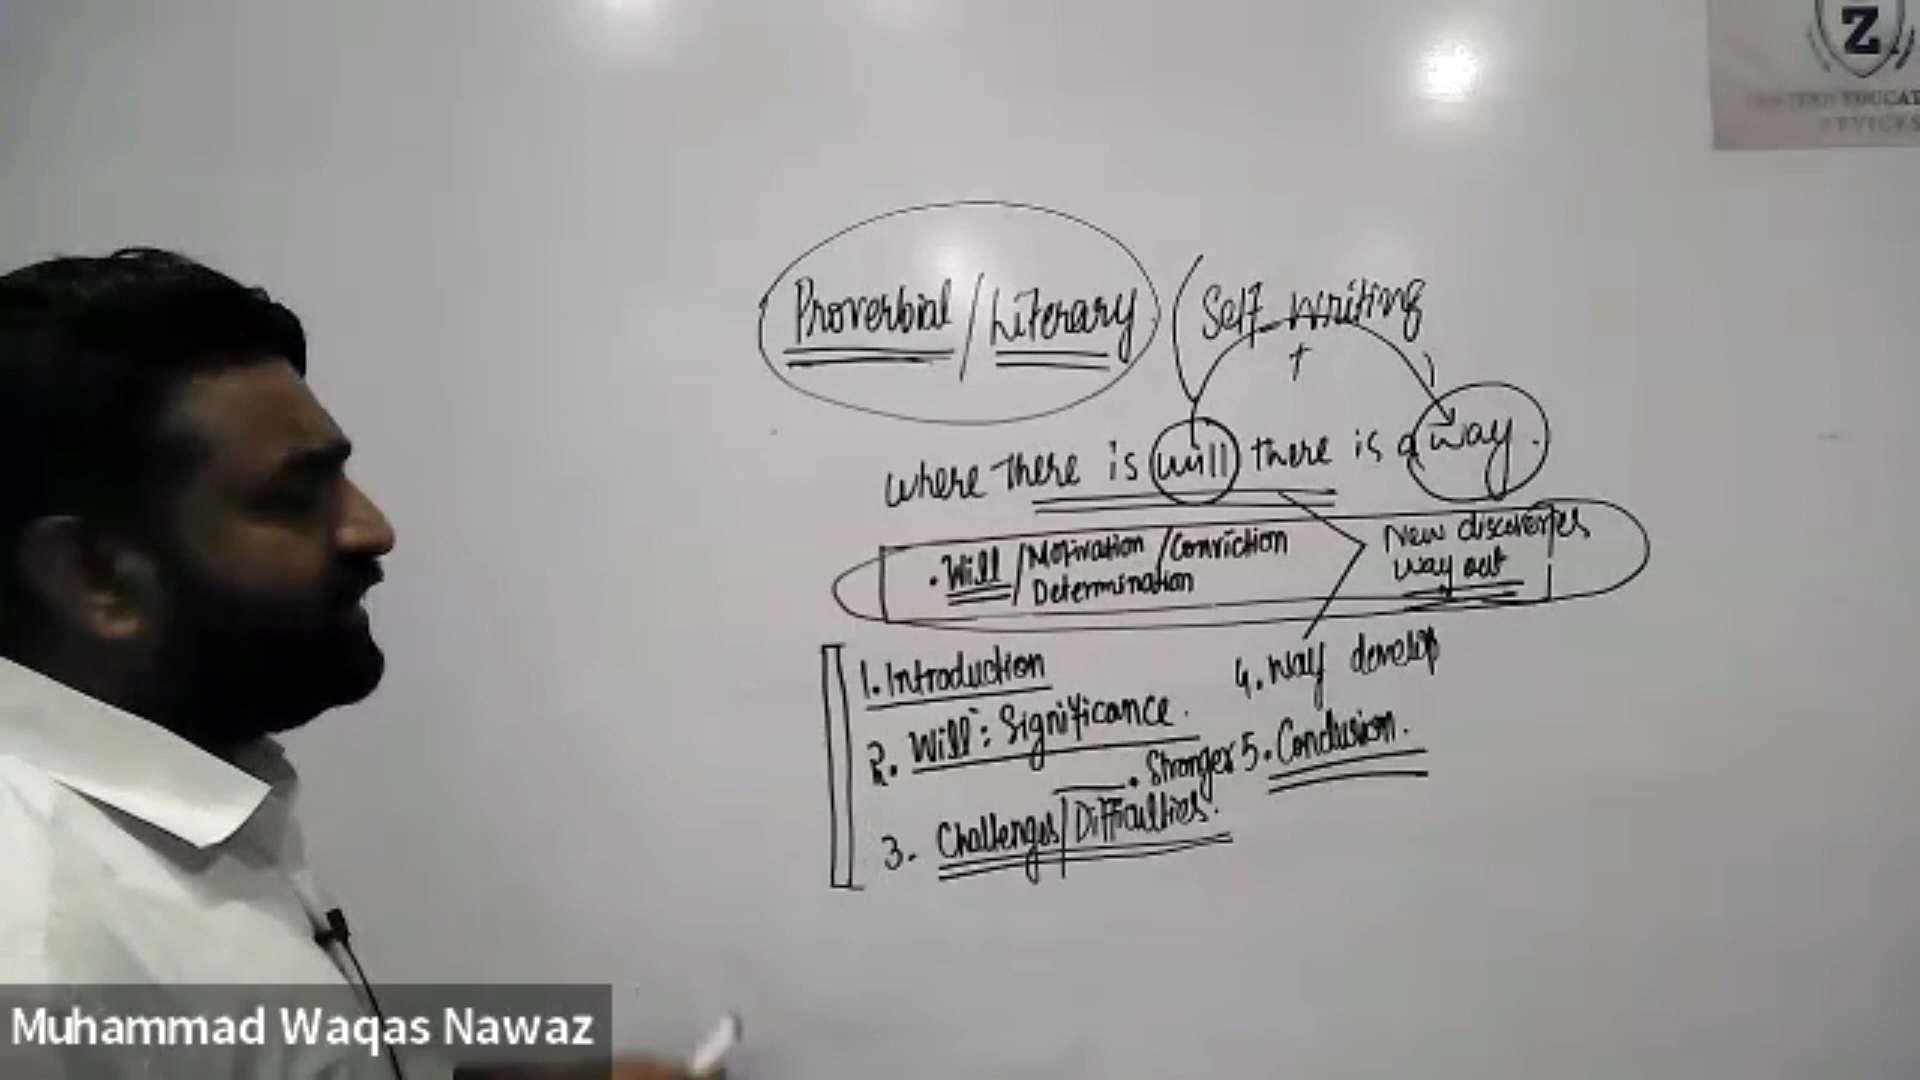 Z
EDUCAT
Proverbial / Literary (Self writing
where there is will there is a way.
. Will / Motivation / Conviction
Determination
New discoveries
way out
1. Introduction
2. Will: Significance.
. Stronger
3. Challenges / Difficulties.
4. Way develop
5. Conclusion.
Muhammad Waqas Nawaz